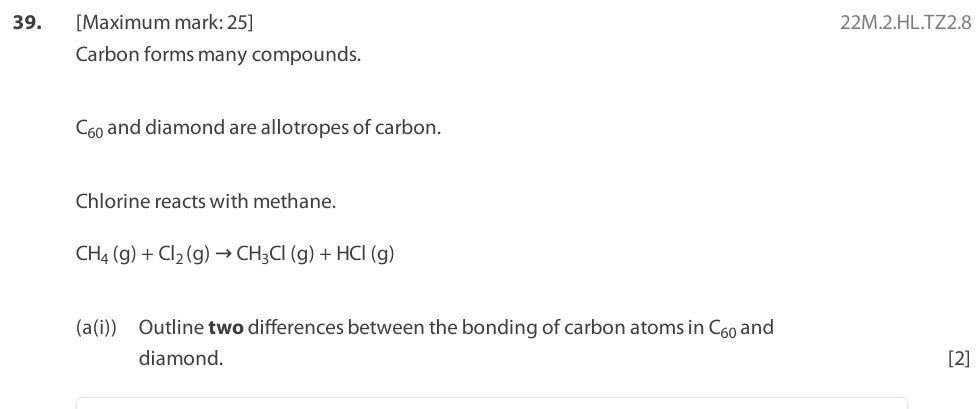 39. [Maximum mark: 25] 22M.2.HL.TZ2.8
Carbon forms many compounds.
C₆₀ and diamond are allotropes of carbon.
Chlorine reacts with methane.
CH₄ (g) + Cl₂ (g) → CH₃Cl (g) + HCl (g)
(a(i)) Outline two differences between the bonding of carbon atoms in C₆₀ and
diamond. [2]